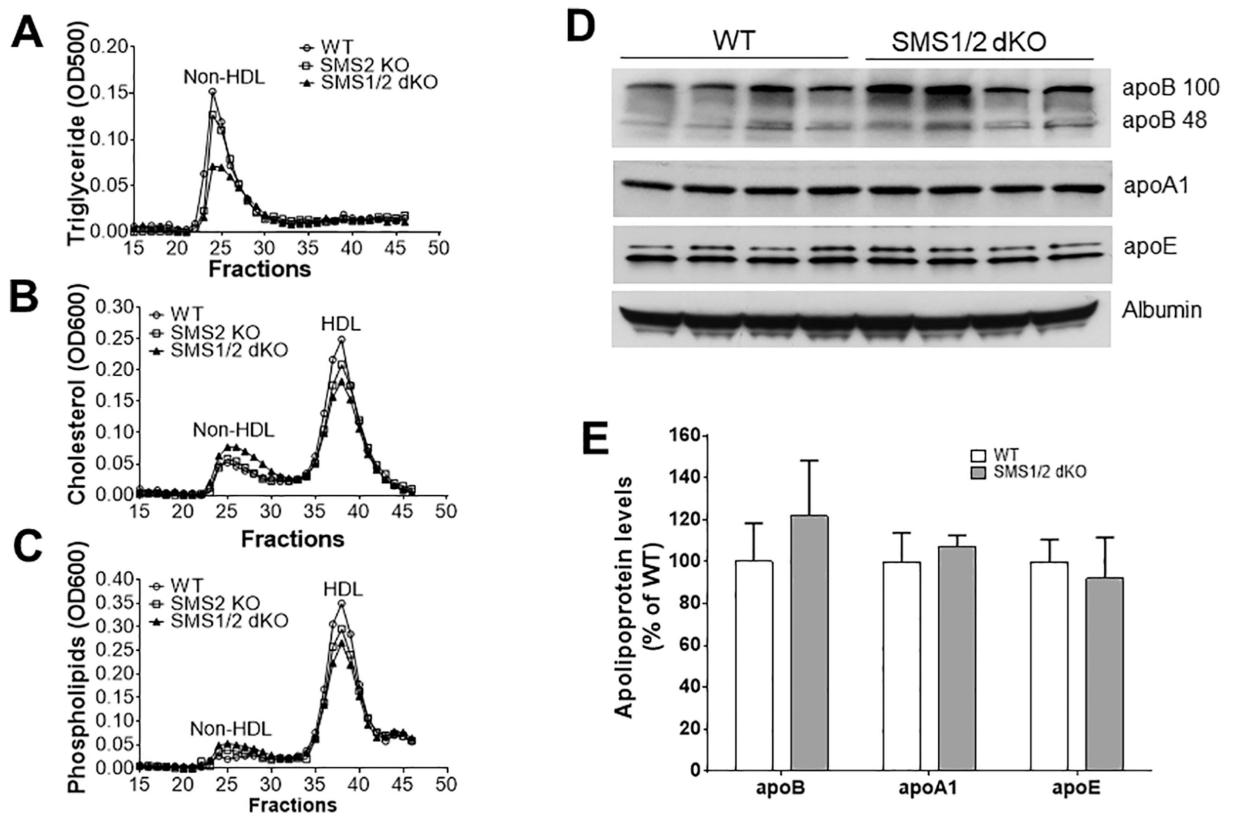 A
Triglyceride (OD500)
0.20
0.15
0.10
0.05
0.00
Non-HDL
WT
SMS2 KO
SMS1/2 dKO
15 20 25 30 35 40 45 50
Fractions
B
Cholesterol (OD600)
0.30
0.25
0.20
0.15
0.10
0.05
0.00
WT
SMS2 KO
SMS1/2 dKO
HDL
Non-HDL
15 20 25 30 35 40 45 50
Fractions
C
Phospholipids (OD600)
0.40
0.35
0.30
0.25
0.20
0.15
0.10
0.05
0.00
WT
SMS2 KO
SMS1/2 dKO
HDL
Non-HDL
15 20 25 30 35 40 45 50
Fractions
D
WT SMS1/2 dKO
apoB 100
apoB 48
apoA1
apoE
Albumin
E
Apolipoprotein levels
(% of WT)
160
140
120
100
80
60
40
20
0
WT
SMS1/2 dKO
apoB apoA1 apoE